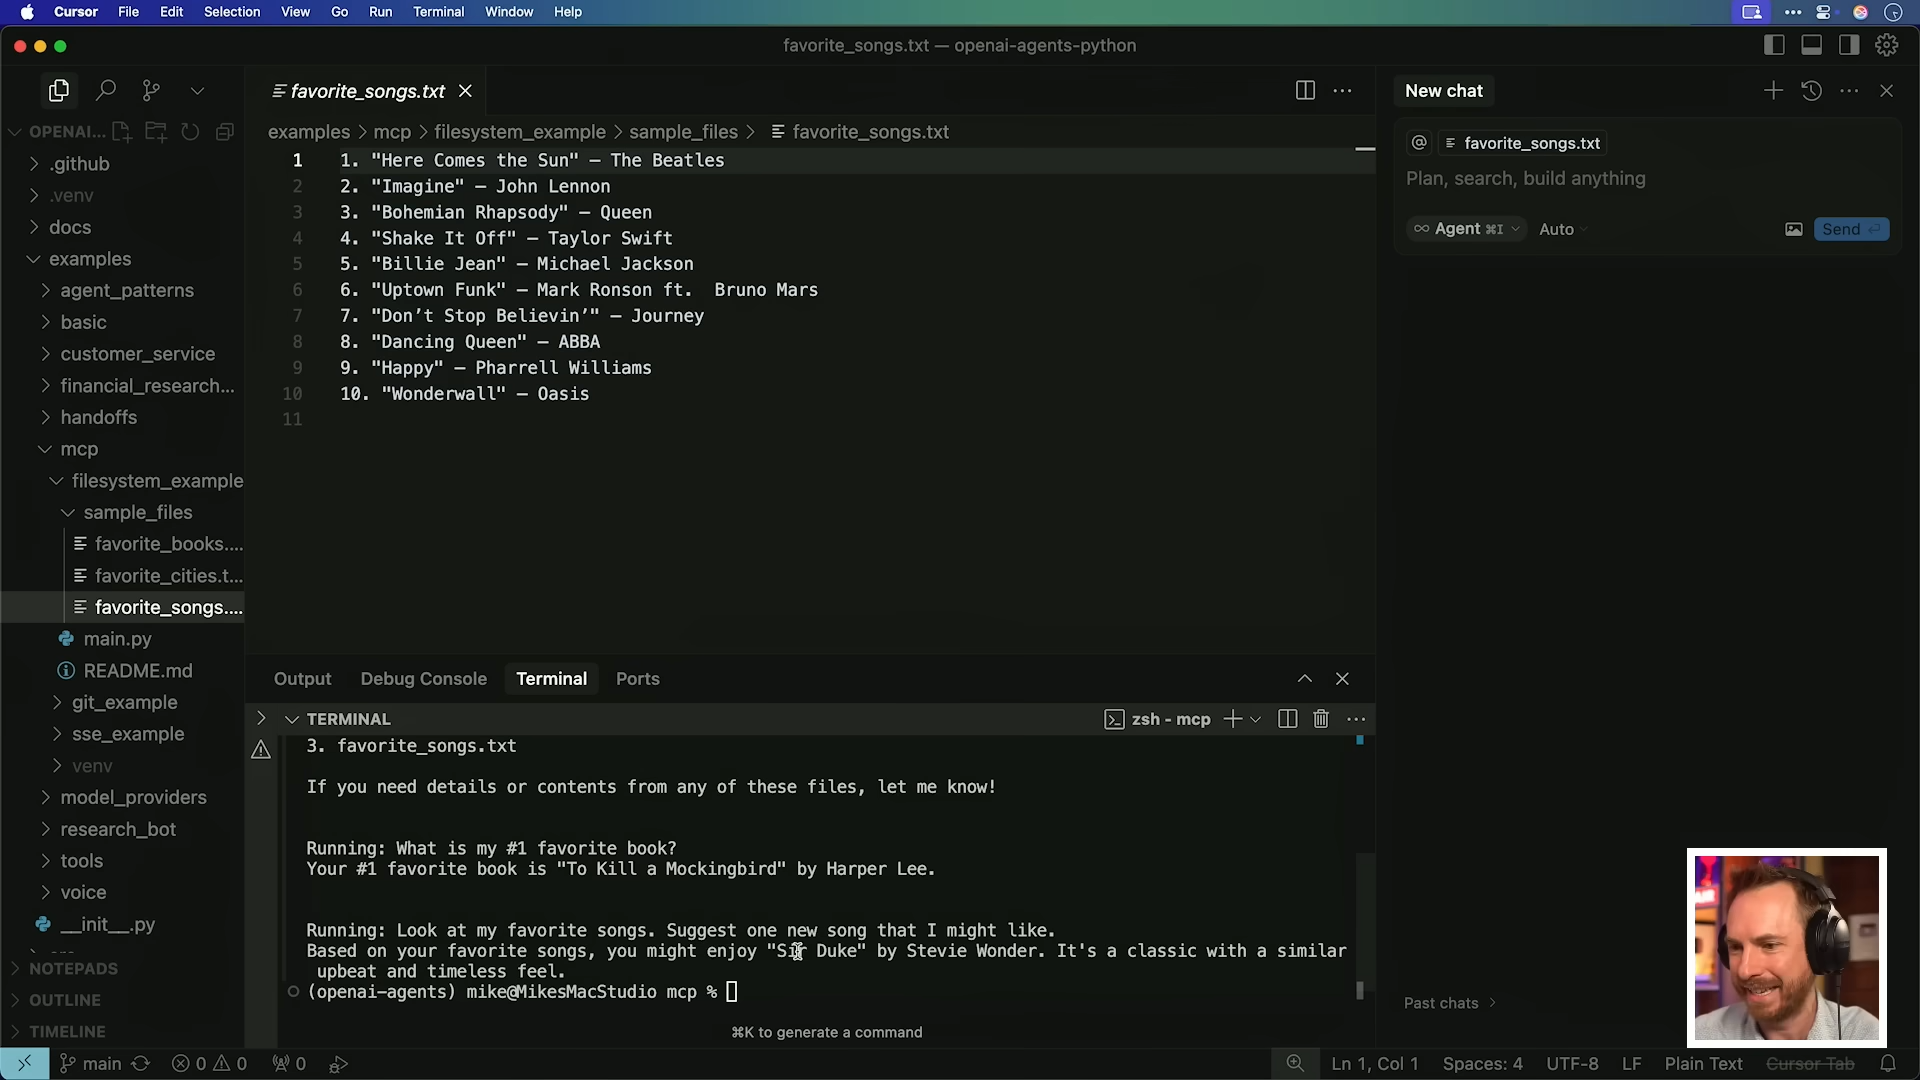 Cursor File Edit Selection View Go Run Terminal Window Help
favorite_songs.txt — openai-agents-python
OPENAI...
.github
.venv
docs
examples
agent_patterns
basic
customer_service
financial_research...
handoffs
mcp
filesystem_example
sample_files
favorite_books....
favorite_cities.t...
favorite_songs....
main.py
README.md
git_example
sse_example
venv
model_providers
research_bot
tools
voice
__init__.py
NOTEPADS
OUTLINE
TIMELINE
favorite_songs.txt
examples > mcp > filesystem_example > sample_files > favorite_songs.txt
1 1. "Here Comes the Sun" – The Beatles
2 2. "Imagine" – John Lennon
3 3. "Bohemian Rhapsody" – Queen
4 4. "Shake It Off" – Taylor Swift
5 5. "Billie Jean" – Michael Jackson
6 6. "Uptown Funk" – Mark Ronson ft.  Bruno Mars
7 7. "Don’t Stop Believin’" – Journey
8 8. "Dancing Queen" – ABBA
9 9. "Happy" – Pharrell Williams
10 10. "Wonderwall" – Oasis
11
Output Debug Console Terminal Ports
TERMINAL
zsh - mcp
3. favorite_songs.txt
If you need details or contents from any of these files, let me know!
Running: What is my #1 favorite book?
Your #1 favorite book is "To Kill a Mockingbird" by Harper Lee.
Running: Look at my favorite songs. Suggest one new song that I might like.
Based on your favorite songs, you might enjoy "Sir Duke" by Stevie Wonder. It's a classic with a similar
upbeat and timeless feel.
(openai-agents) mike@MikesMacStudio mcp %
⌘K to generate a command
New chat
@ favorite_songs.txt
Plan, search, build anything
∞ Agent ⌘I Auto Send
Past chats >
main 0 0 0 Ln 1, Col 1 Spaces: 4 UTF-8 LF Plain Text Cursor Tab